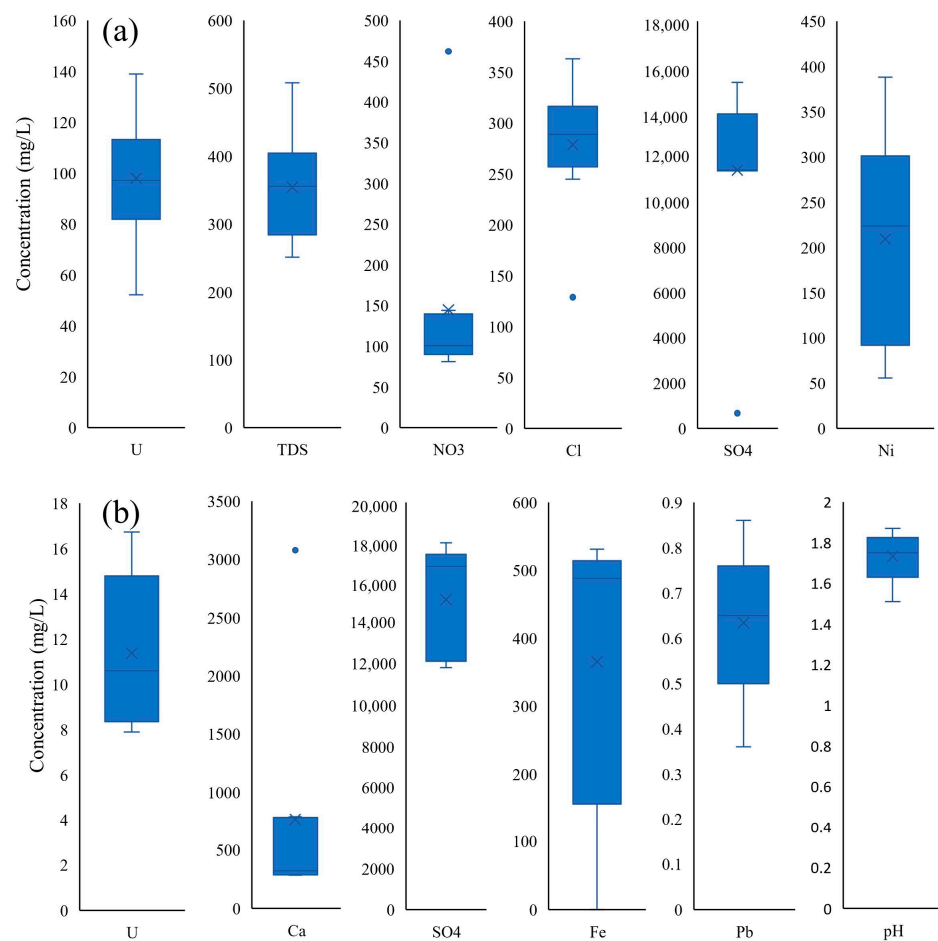 (a)
Concentration (mg/L)
160 600 500 400 18,000 450
140 500 450 350 16,000 400
120 400 400 300 14,000 350
100 300 350 250 12,000 300
80 200 300 200 10,000 250
60 100 250 150 8000 200
40 0 200 100 6000 150
20 150 50 4000 100
0 100 0 2000 50
50 0 0
0
U TDS NO3 Cl SO4 Ni
(b)
Concentration (mg/L)
18 3500 20,000 600 0.9 2
16 3000 18,000 500 0.8 1.8
14 2500 16,000 400 0.7 1.6
12 2000 14,000 300 0.6 1.4
10 1500 12,000 200 0.5 1.2
8 1000 10,000 100 0.4 1
6 500 8000 0 0.3 0.8
4 0 6000 0.2 0.6
2 4000 0.1 0.4
0 2000 0 0.2
0 0
U Ca SO4 Fe Pb pH